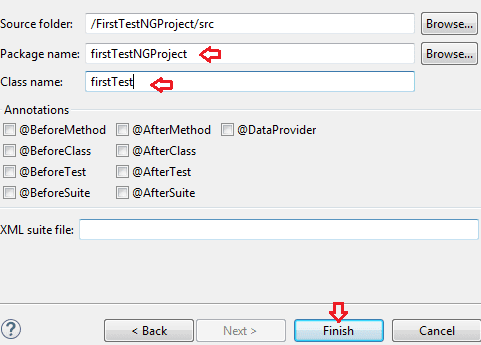 Source folder: /FirstTestNGProject/src Browse...
Package name: firstTestNGProject Browse...
Class name: firstTest
Annotations
@BeforeMethod @AfterMethod @DataProvider
@BeforeClass @AfterClass
@BeforeTest @AfterTest
@BeforeSuite @AfterSuite
XML suite file:
? < Back Next > Finish Cancel